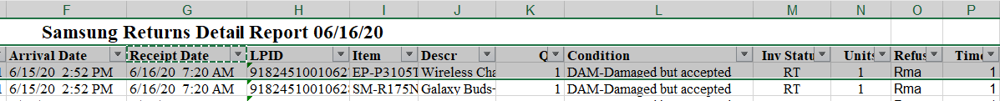 F G H I J K L M N O P
Samsung Returns Detail Report 06/16/20
Arrival Date Receipt Date LPID Item Descr Q Condition Inv Statu Units Refus Time
6/15/20 2:52 PM 6/16/20 7:20 AM 9182451001062 EP-P3105T Wireless Cha 1 DAM-Damaged but accepted RT 1 Rma 1
6/15/20 2:52 PM 6/16/20 7:20 AM 9182451001062 SM-R175N Galaxy Buds- 1 DAM-Damaged but accepted RT 1 Rma 1